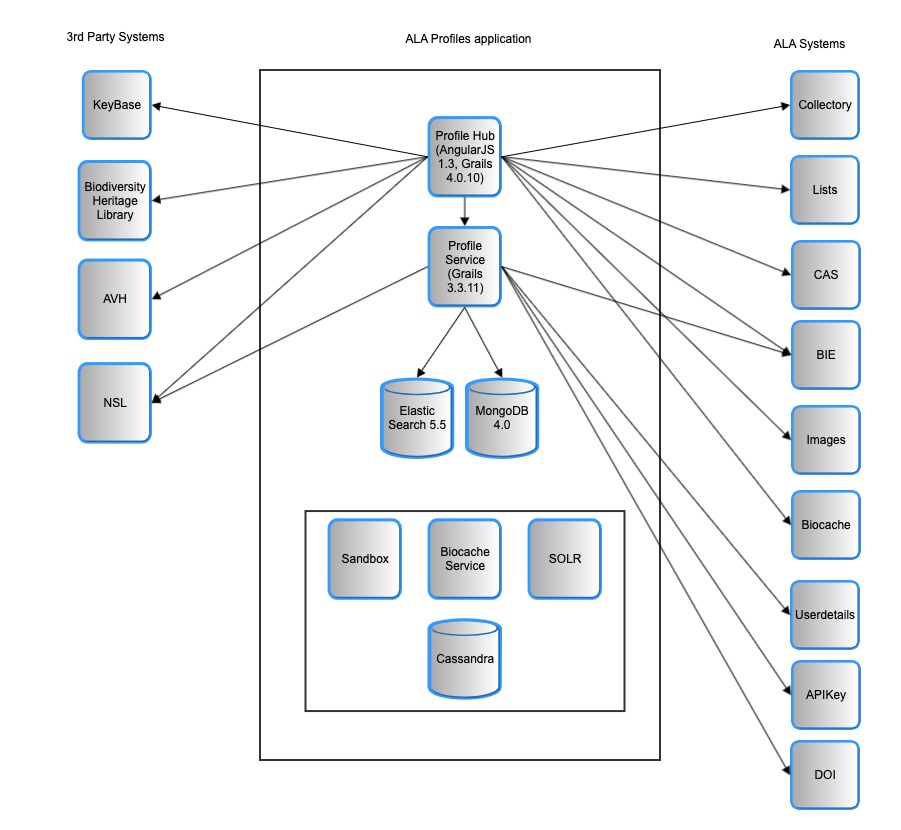 3rd Party Systems
ALA Profiles application
ALA Systems
KeyBase
Biodiversity
Heritage
Library
AVH
NSL
Profile Hub
(AngularJS
1.3, Grails
4.0.10)
Profile
Service
(Grails
3.3.11)
Elastic
Search 5.5
MongoDB
4.0
Sandbox
Biocache
Service
SOLR
Cassandra
Collectory
Lists
CAS
BIE
Images
Biocache
Userdetails
APIKey
DOI